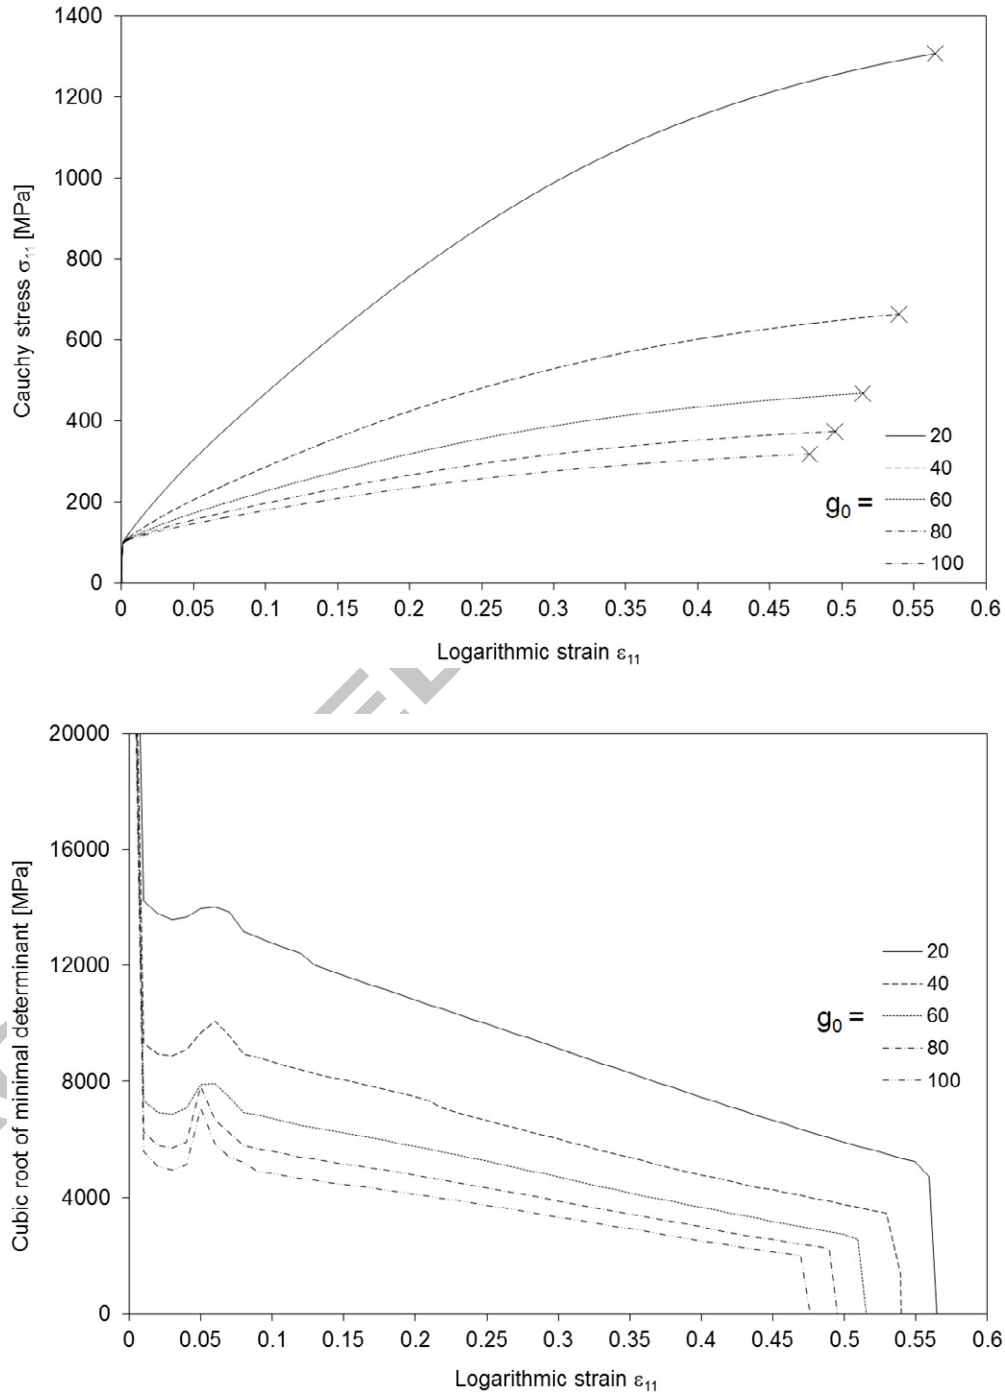 1400
1200
1000
800
600
400
200
0
Cauchy stress σ₁₁ [MPa]
20
40
g₀ = 60
80
100
0 0.05 0.1 0.15 0.2 0.25 0.3 0.35 0.4 0.45 0.5 0.55 0.6
Logarithmic strain ε₁₁
20000
16000
12000
8000
4000
0
Cubic root of minimal determinant [MPa]
20
40
g₀ = 60
80
100
0 0.05 0.1 0.15 0.2 0.25 0.3 0.35 0.4 0.45 0.5 0.55 0.6
Logarithmic strain ε₁₁